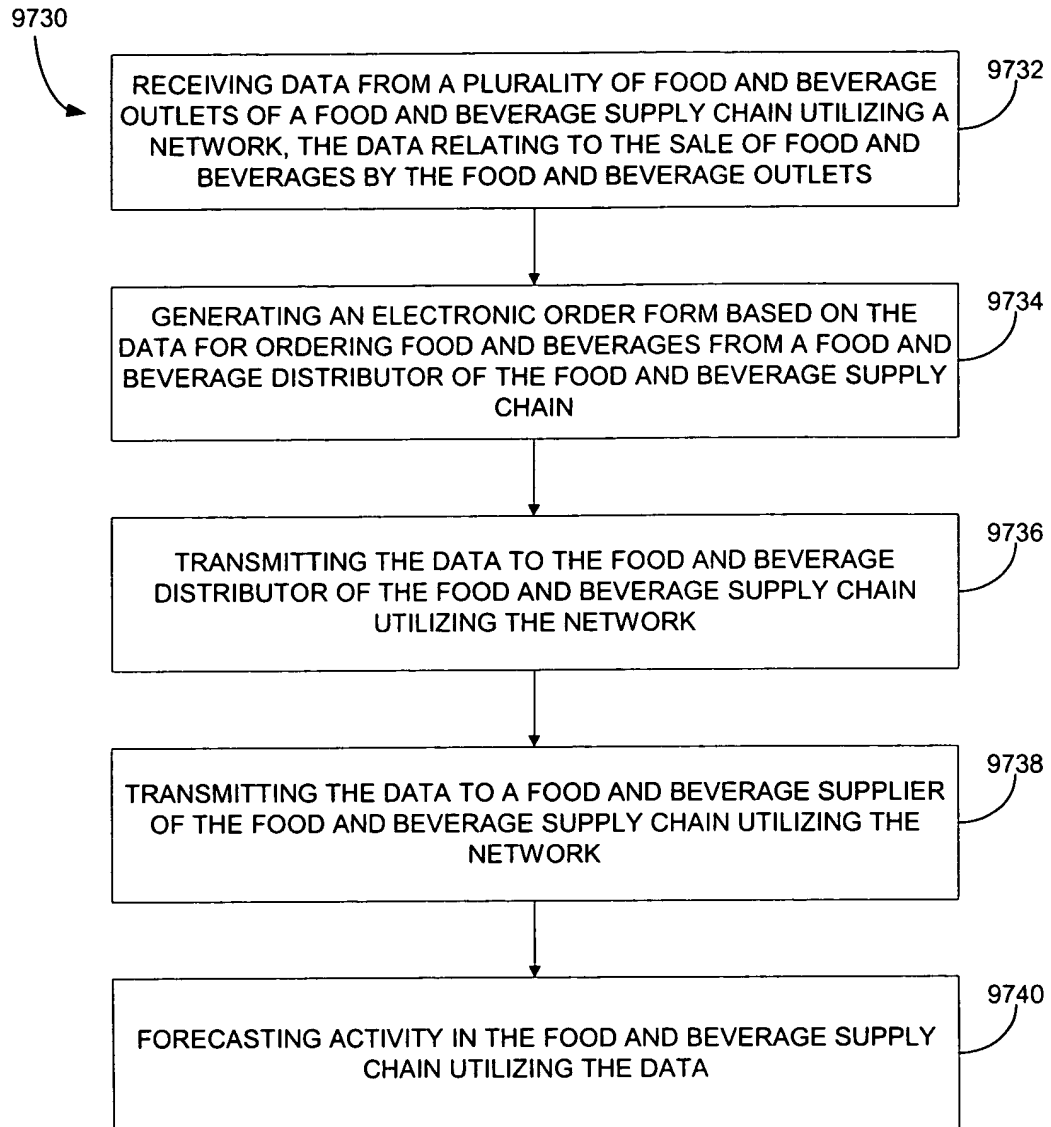 9730
9732
RECEIVING DATA FROM A PLURALITY OF FOOD AND BEVERAGE
OUTLETS OF A FOOD AND BEVERAGE SUPPLY CHAIN UTILIZING A
NETWORK, THE DATA RELATING TO THE SALE OF FOOD AND
BEVERAGES BY THE FOOD AND BEVERAGE OUTLETS
9734
GENERATING AN ELECTRONIC ORDER FORM BASED ON THE
DATA FOR ORDERING FOOD AND BEVERAGES FROM A FOOD AND
BEVERAGE DISTRIBUTOR OF THE FOOD AND BEVERAGE SUPPLY
CHAIN
9736
TRANSMITTING THE DATA TO THE FOOD AND BEVERAGE
DISTRIBUTOR OF THE FOOD AND BEVERAGE SUPPLY CHAIN
UTILIZING THE NETWORK
9738
TRANSMITTING THE DATA TO A FOOD AND BEVERAGE SUPPLIER
OF THE FOOD AND BEVERAGE SUPPLY CHAIN UTILIZING THE
NETWORK
9740
FORECASTING ACTIVITY IN THE FOOD AND BEVERAGE SUPPLY
CHAIN UTILIZING THE DATA